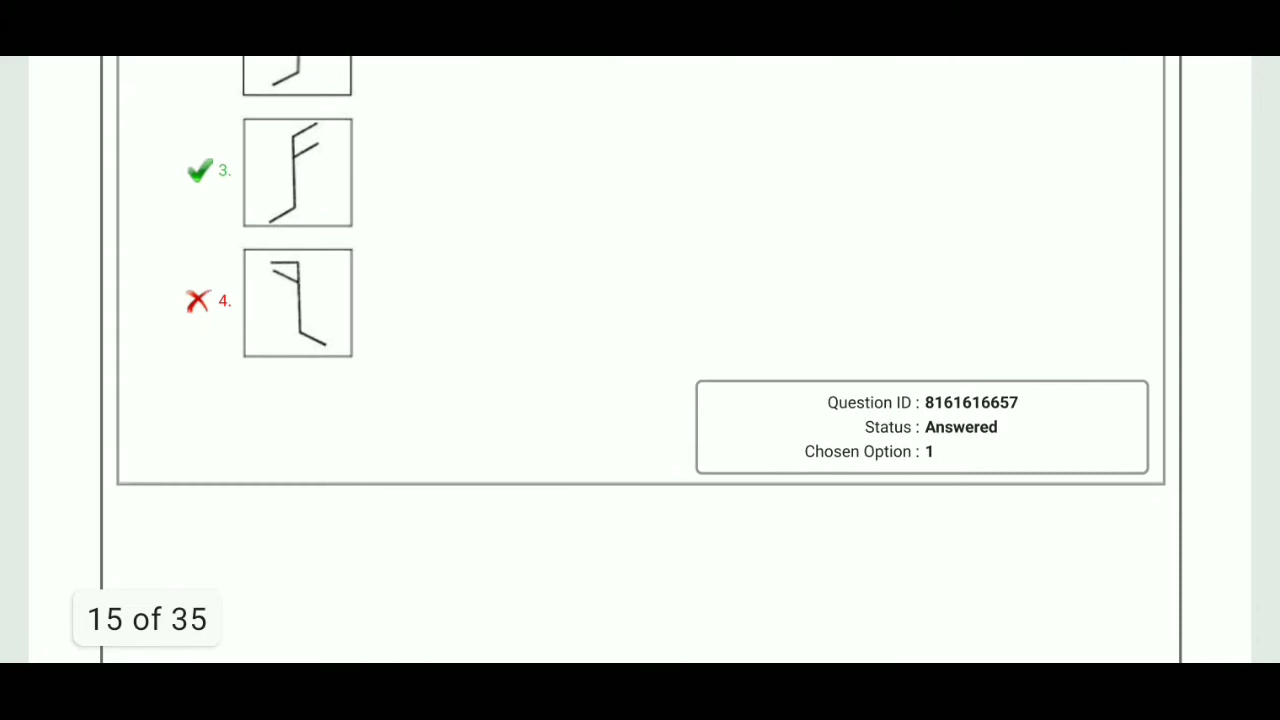 3.
4.
Question ID : 8161616657
Status : Answered
Chosen Option : 1
15 of 35